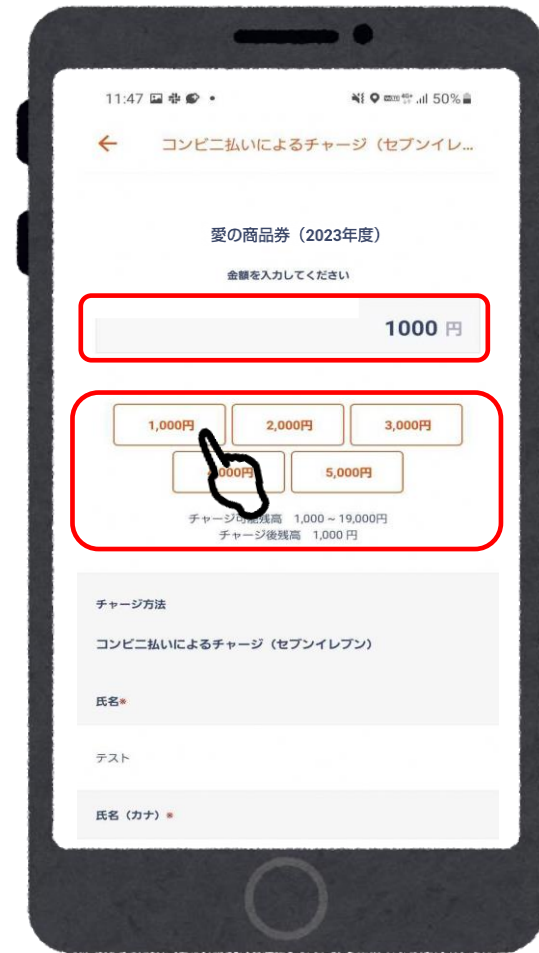 11:47
50%
コンビニ払いによるチャージ（セブンイレ...
愛の商品券（2023年度）
金額を入力してください
1000 円
1,000円 2,000円 3,000円
000円 5,000円
チャージ可能残高 1,000 ~ 19,000円
チャージ後残高 1,000 円
チャージ方法
コンビニ払いによるチャージ（セブンイレブン）
氏名*
テスト
氏名（カナ）*